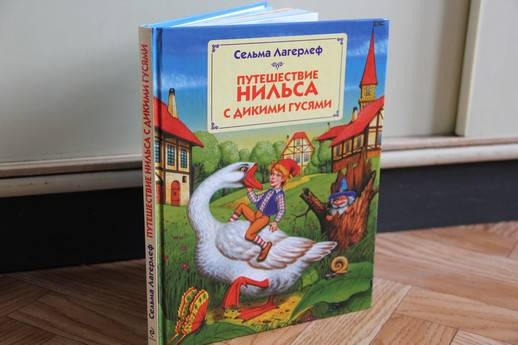 Сельма Лагерлеф
ПУТЕШЕСТВИЕ
НИЛЬСА
С ДИКИМИ ГУСЯМИ
Сельма Лагерлеф ПУТЕШЕСТВИЕ НИЛЬСА С ДИКИМИ ГУСЯМИ